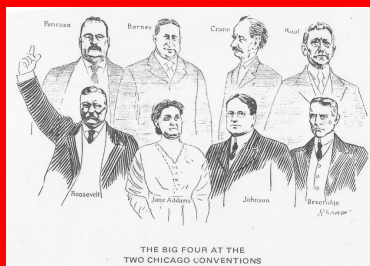 Penrose Barnes Crane Root
Roosevelt Jane Addams Johnson Beveridge
THE BIG FOUR AT THE
TWO CHICAGO CONVENTIONS